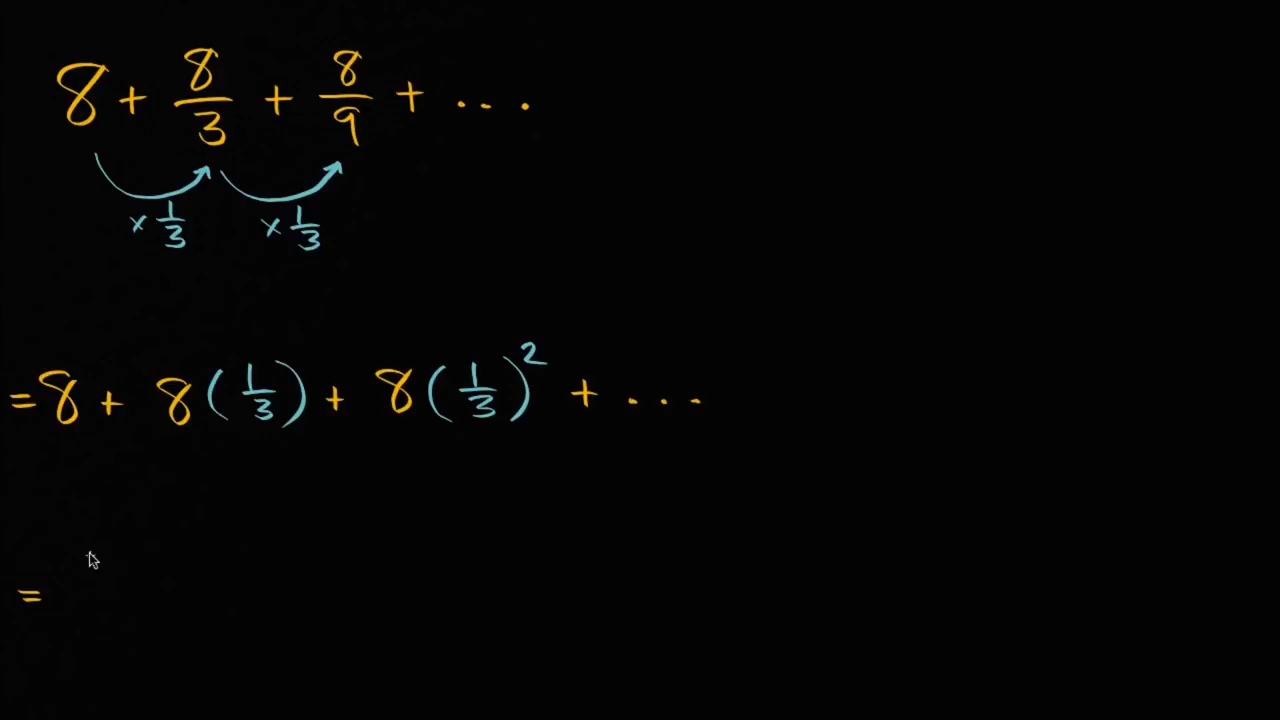 8 + 8/3 + 8/9 + ...
× 1/3 × 1/3
= 8 + 8(1/3) + 8(1/3)² + ...
=